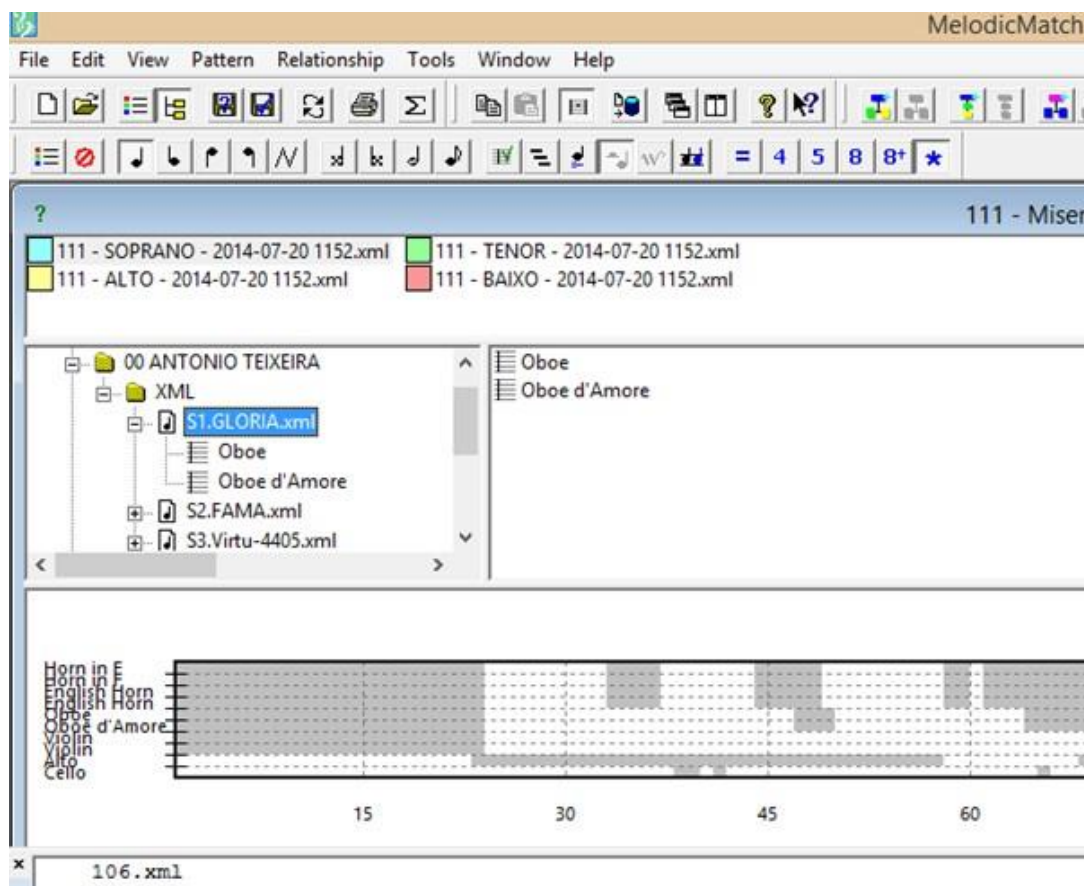 MelodicMatch
File Edit View Pattern Relationship Tools Window Help
= 4 5 8 8+ *
? 111 - Miser
111 - SOPRANO - 2014-07-20 1152.xml 111 - TENOR - 2014-07-20 1152.xml
111 - ALTO - 2014-07-20 1152.xml 111 - BAIXO - 2014-07-20 1152.xml
00 ANTONIO TEIXEIRA
XML
S1.GLORIA.xml
Oboe
Oboe d'Amore
S2.FAMA.xml
S3.Virtu-4405.xml
Oboe
Oboe d'Amore
Horn in
Horn in
English Horn
English Horn
Oboe
Oboe d'Amore
Violin
Violin
Alto
Cello
15 30 45 60
106.xml